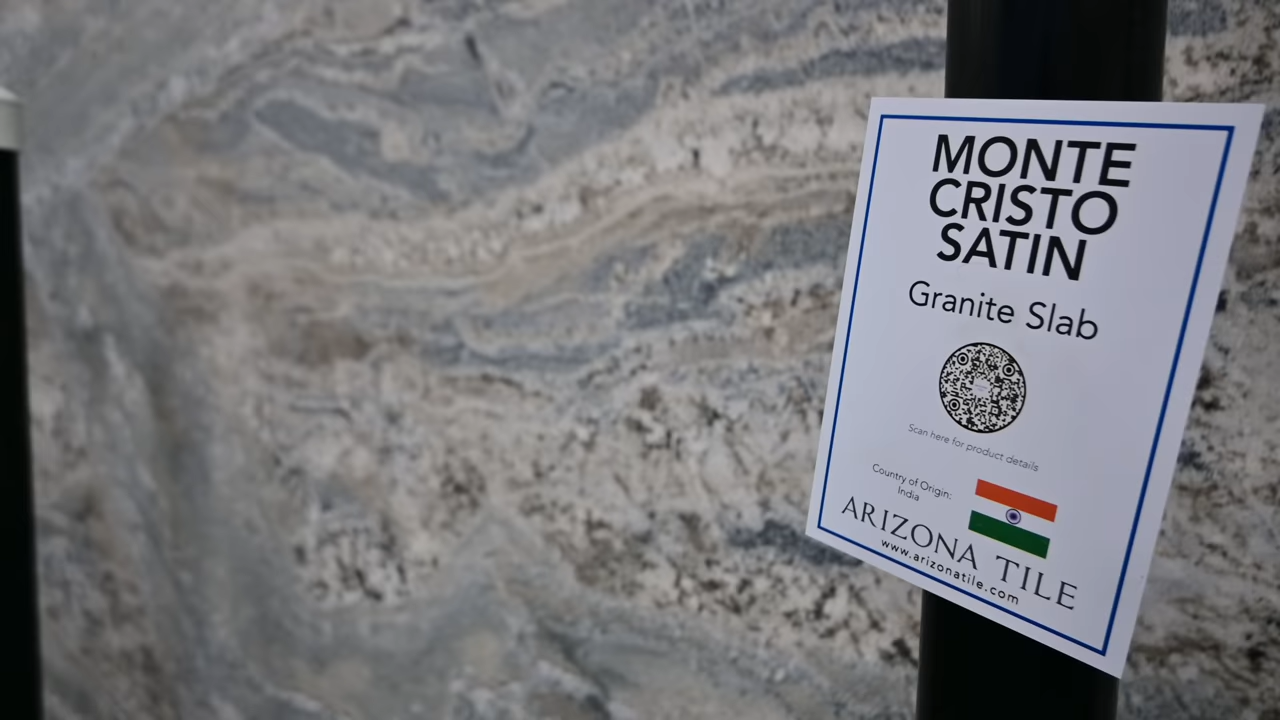 MONTE
CRISTO
SATIN
Granite Slab
Scan here for product details
Country of Origin:
India
ARIZONA TILE
www.arizonatile.com